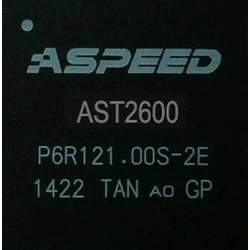 ASPEED
AST2600
P6R121.00S-2E
1422 TAN A0 GP